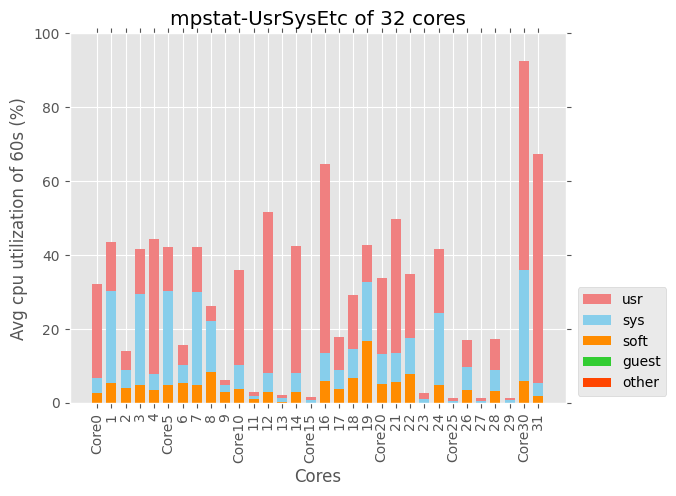 mpstat-UsrSysEtc of 32 cores
Avg cpu utilization of 60s (%)
100
80
60
40
20
0
Core0
1
2
3
4
Core5
6
7
8
9
Core10
11
12
13
14
Core15
16
17
18
19
Core20
21
22
23
24
Core25
26
27
28
29
Core30
31
Cores
usr
sys
soft
guest
other